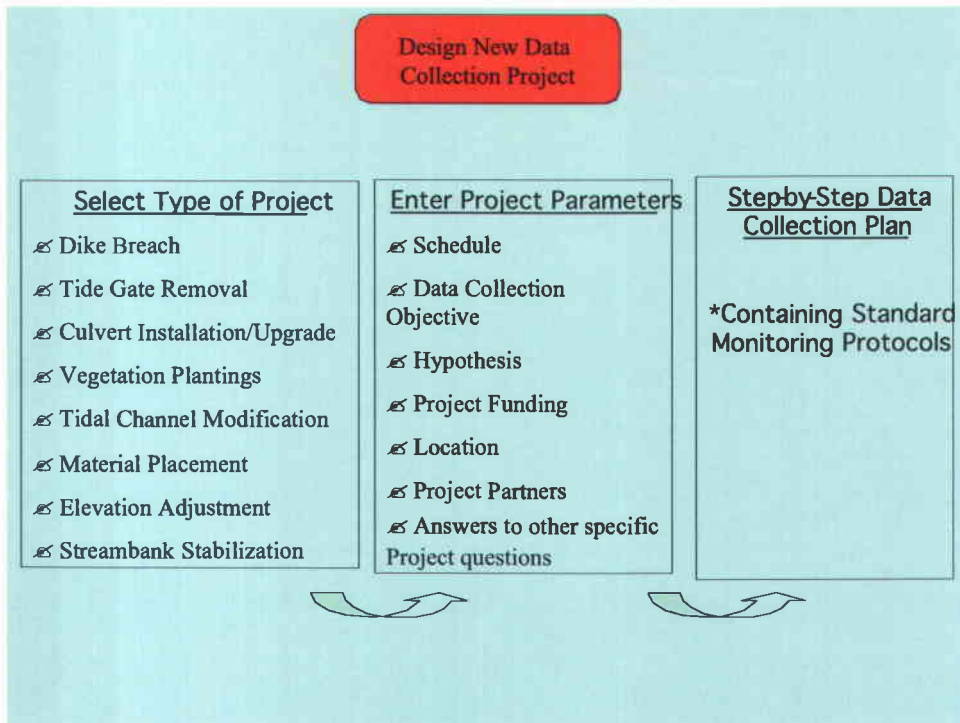 Design New Data
Collection Project
Select Type of Project
Dike Breach
Tide Gate Removal
Culvert Installation/Upgrade
Vegetation Plantings
Tidal Channel Modification
Material Placement
Elevation Adjustment
Streambank Stabilization
Enter Project Parameters
Schedule
Data Collection
Objective
Hypothesis
Project Funding
Location
Project Partners
Answers to other specific
Project questions
Step-by-Step Data
Collection Plan
*Containing Standard
Monitoring Protocols